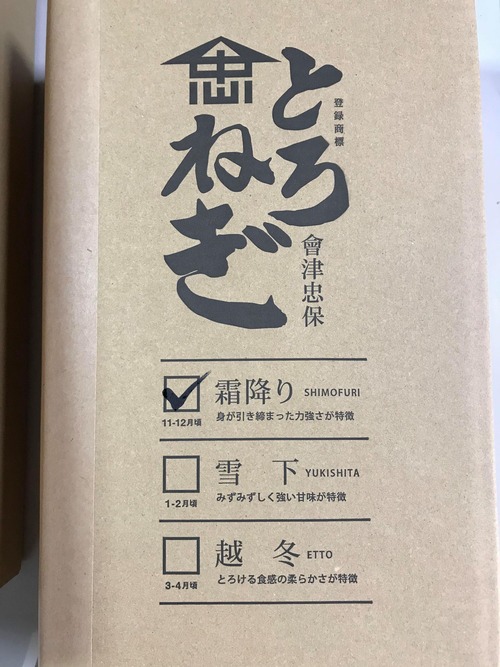 忠
とろ
ねぎ
登録商標
會津忠保
霜降り SHIMOFURI
11-12月頃 身が引き締まった力強さが特徴
雪 下 YUKISHITA
1-2月頃 みずみずしく強い甘味が特徴
越 冬 ETTO
3-4月頃 とろける食感の柔らかさが特徴